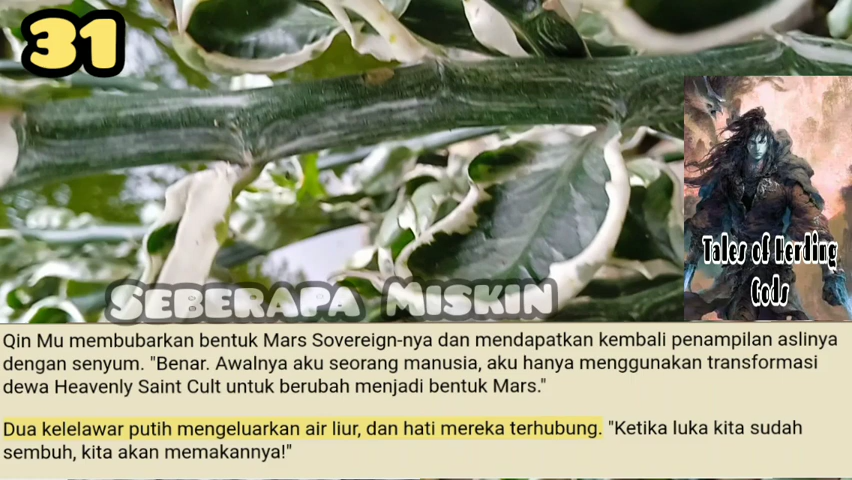 31
Tales of Herding
Gods
SEBERAPA MISKIN
Qin Mu membubarkan bentuk Mars Sovereign-nya dan mendapatkan kembali penampilan aslinya
dengan senyum. "Benar. Awalnya aku seorang manusia, aku hanya menggunakan transformasi
dewa Heavenly Saint Cult untuk berubah menjadi bentuk Mars."
Dua kelelawar putih mengeluarkan air liur, dan hati mereka terhubung. "Ketika luka kita sudah
sembuh, kita akan memakannya!"